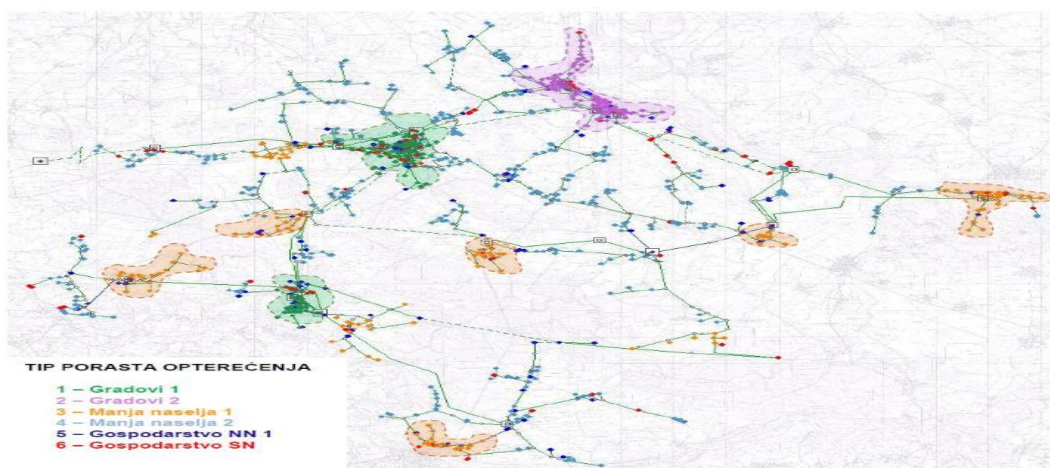 TIP PORASTA OPTEREĆENJA
1 – Gradovi 1
2 – Gradovi 2
3 – Manja naselja 1
4 – Manja naselja 2
5 – Gospodarstvo NN 1
6 – Gospodarstvo SN